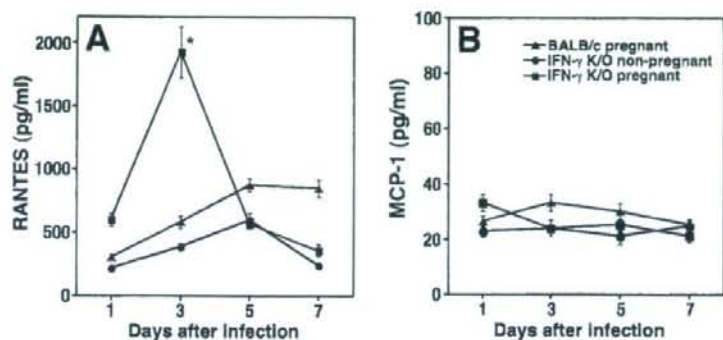 A
RANTES (pg/ml)
2000
1500
1000
500
0
*
1 3 5 7
Days after infection
B
MCP-1 (pg/ml)
100
80
60
40
20
0
BALB/c pregnant
IFN-γ K/O non-pregnant
IFN-γ K/O pregnant
1 3 5 7
Days after infection